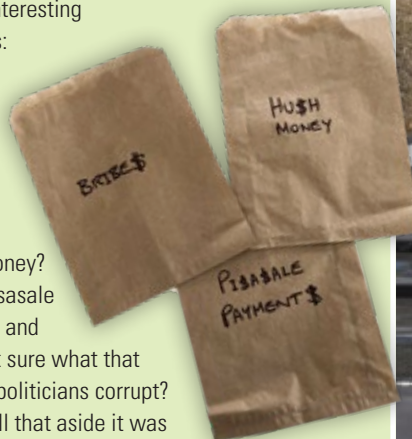 nteresting
s:
BRIBE$
HU$H
MONEY
PI$A$ALE
PAYMENT$
oney?
sasale
and
t sure what that
politicians corrupt?
ll that aside it was